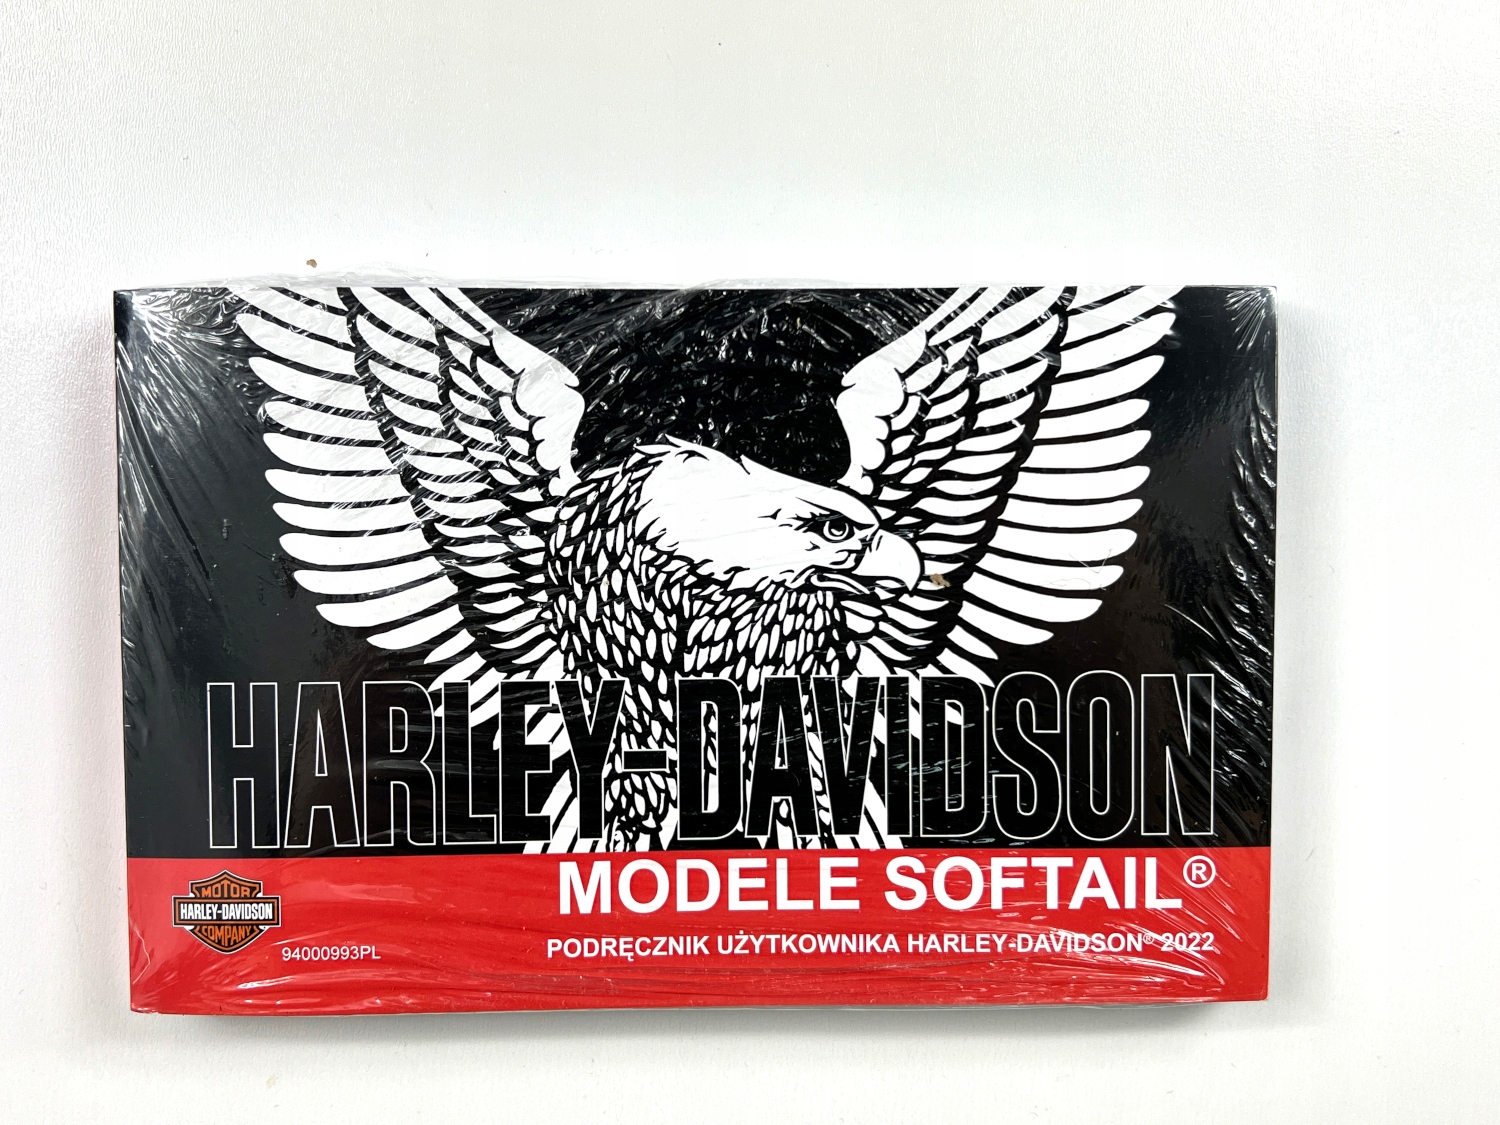 HARLEY-DAVIDSON
MODELE SOFTAIL®
MOTOR
HARLEY-DAVIDSON
COMPANY
94000993PL
PODRĘCZNIK UŻYTKOWNIKA HARLEY-DAVIDSON® 2022